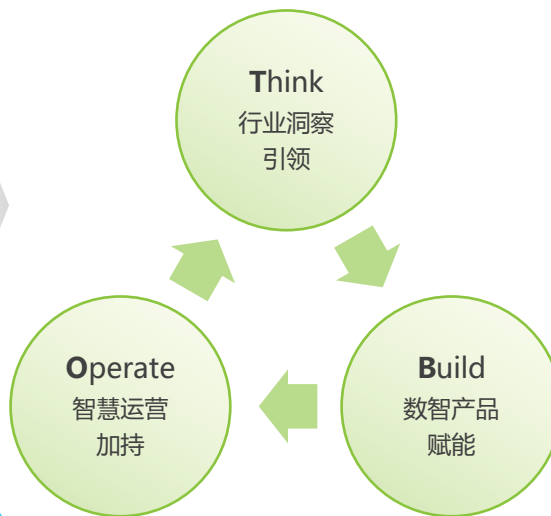 Think
行业洞察
引领
Operate
智慧运营
加持
Build
数智产品
赋能